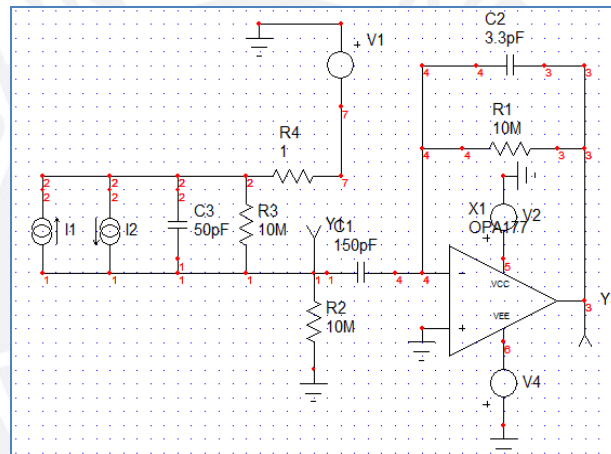 C2
3.3pF
+ V1
4 4 3 3
R1
10M
7
R4
1
4 4 3 3
2 2 2 2 7
2 2
X1
OPA177
V2
+
I1
I2
C3
50pF
R3
10M
Y1
C1
150pF
5
1
1 1 1 1 1 4 4
-
VCC
VEE
3
Y
R2
10M
+
6
V4
+